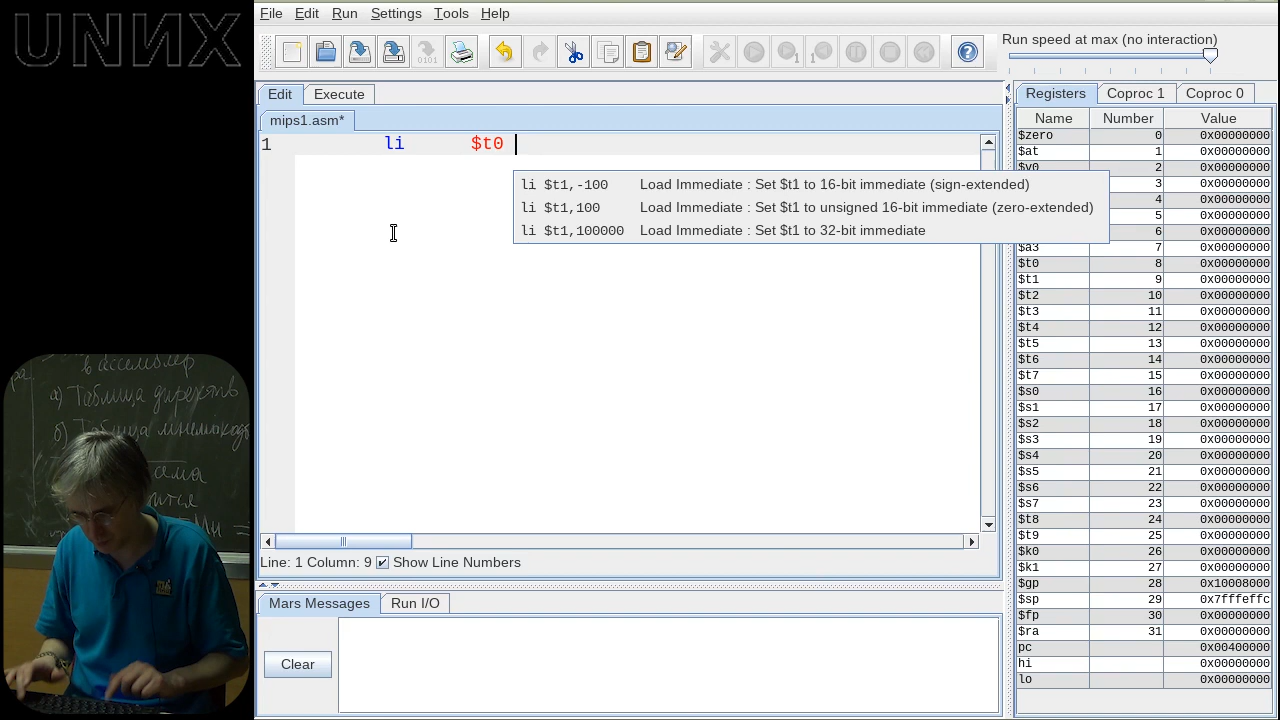 UNIX
File Edit Run Settings Tools Help
Run speed at max (no interaction)
Edit Execute
mips1.asm*
1 li $t0
li $t1,-100 Load Immediate : Set $t1 to 16-bit immediate (sign-extended)
li $t1,100 Load Immediate : Set $t1 to unsigned 16-bit immediate (zero-extended)
li $t1,100000 Load Immediate : Set $t1 to 32-bit immediate
Line: 1 Column: 9 Show Line Numbers
Mars Messages Run I/O
Clear
Registers Coproc 1 Coproc 0
Name Number Value
$zero 0 0x00000000
$at 1 0x00000000
$v0 2 0x00000000
3 0x00000000
4 0x00000000
5 0x00000000
6 0x00000000
$a3 7 0x00000000
$t0 8 0x00000000
$t1 9 0x00000000
$t2 10 0x00000000
$t3 11 0x00000000
$t4 12 0x00000000
$t5 13 0x00000000
$t6 14 0x00000000
$t7 15 0x00000000
$s0 16 0x00000000
$s1 17 0x00000000
$s2 18 0x00000000
$s3 19 0x00000000
$s4 20 0x00000000
$s5 21 0x00000000
$s6 22 0x00000000
$s7 23 0x00000000
$t8 24 0x00000000
$t9 25 0x00000000
$k0 26 0x00000000
$k1 27 0x00000000
$gp 28 0x10008000
$sp 29 0x7fffeffc
$fp 30 0x00000000
$ra 31 0x00000000
pc 0x00400000
hi 0x00000000
lo 0x00000000
в ассемблер
а) Таблица директив
б) Таблица мнемокод